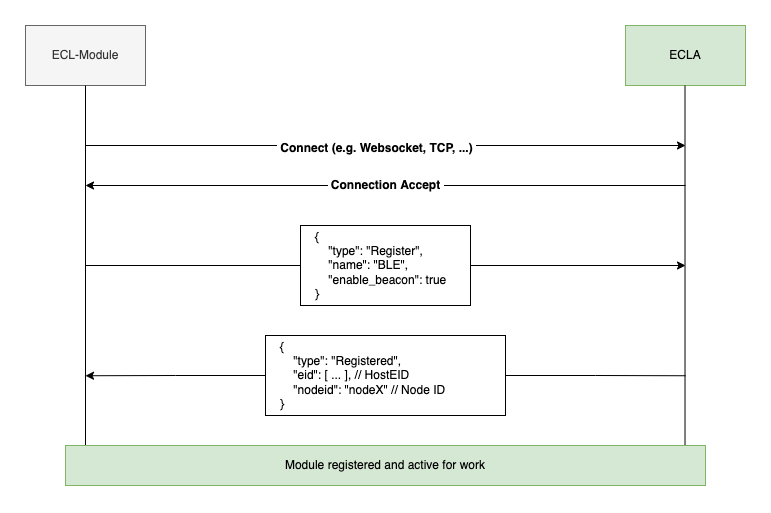 ECL-Module
ECLA
Connect (e.g. Websocket, TCP, ...)
Connection Accept
{
"type": "Register",
"name": "BLE",
"enable_beacon": true
}
{
"type": "Registered",
"eid": [ ... ], // HostEID
"nodeid": "nodeX" // Node ID
}
Module registered and active for work